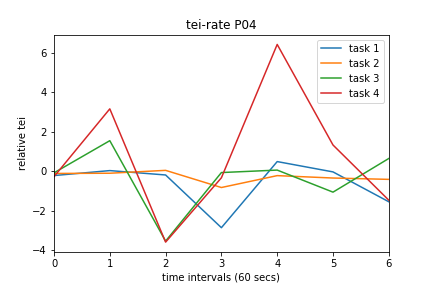 tei-rate P04
relative tei
6
4
2
0
−2
−4
task 1
task 2
task 3
task 4
0 1 2 3 4 5 6
time intervals (60 secs)